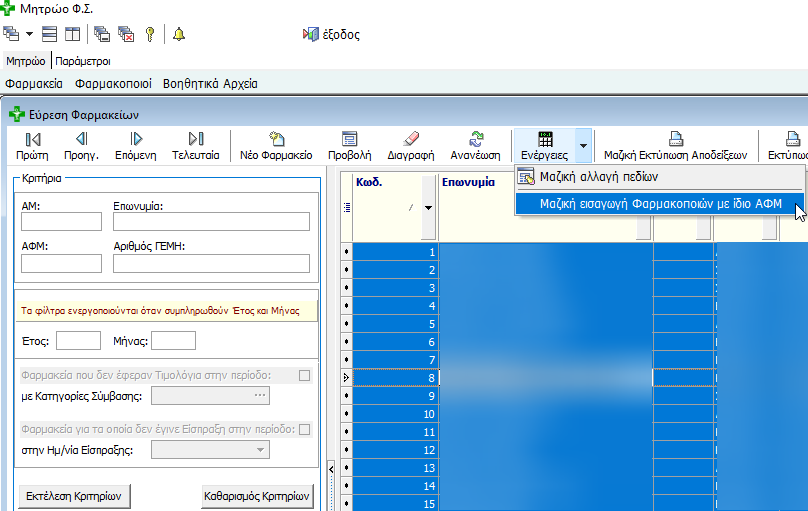 Μητρώο Φ.Σ.
έξοδος
Μητρώο Παράμετροι
Φαρμακεία Φαρμακοποιοί Βοηθητικά Αρχεία
Εύρεση Φαρμακείων
Πρώτη Προηγ. Επόμενη Τελευταία Νέο Φαρμακείο Προβολή Διαγραφή Ανανέωση Ενέργειες Μαζική Εκτύπωση Αποδείξεων
Μαζική αλλαγή πεδίων
Μαζική εισαγωγή Φαρμακοποιών με ίδιο ΑΦΜ
Κριτήρια
ΑΜ: Επωνυμία:
ΑΦΜ: Αριθμός ΓΕΜΗ:
Τα φίλτρα ενεργοποιούνται όταν συμπληρωθούν Έτος και Μήνας
Έτος: Μήνας:
Φαρμακεία που δεν έφεραν Τιμολόγια στην περίοδο:
με Κατηγορίες Σύμβασης:
Φαρμακεία για τα οποία δεν έγινε Είσπραξη στην περίοδο:
στην Ημ/νία Είσπραξης:
Εκτέλεση Κριτηρίων Καθαρισμός Κριτηρίων
Κωδ. Επωνυμία
1
2
3
4
5
6
7
8
9
10
11
12
13
14
15